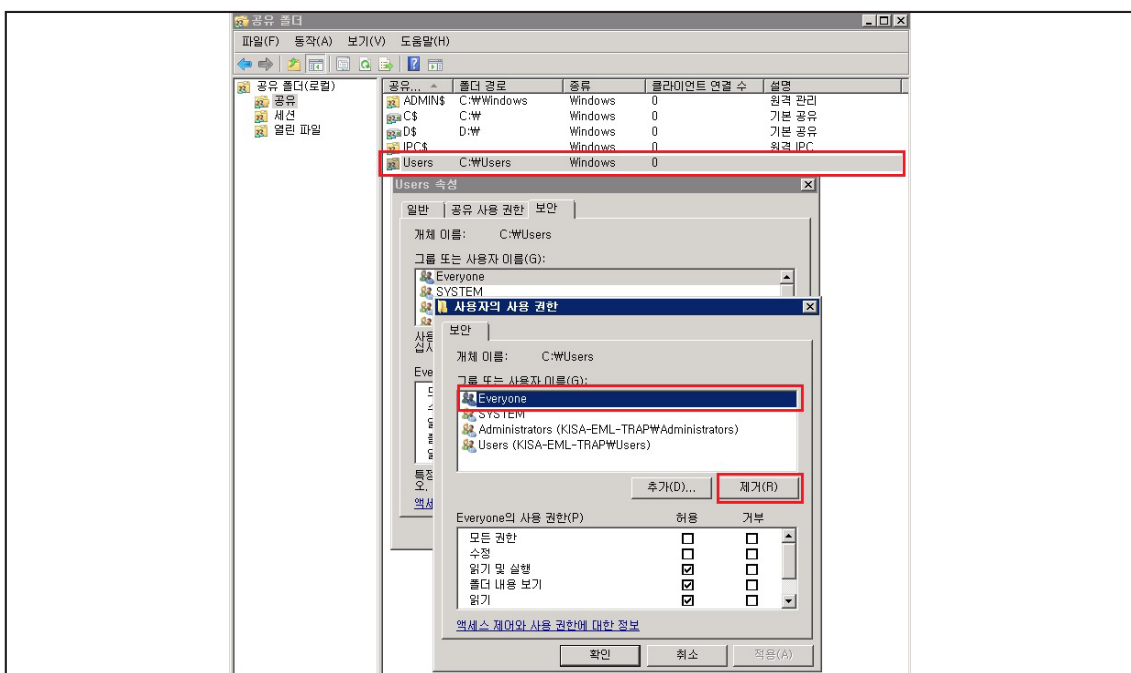 공유 폴더
파일(F) 동작(A) 보기(V) 도움말(H)
공유 폴더(로컬)
공유
세션
열린 파일
공유... 폴더 경로 종류 클라이언트 연결 수 설명
ADMIN$ C:₩Windows Windows 0 원격 관리
C$ C:₩ Windows 0 기본 공유
D$ D:₩ Windows 0 기본 공유
IPC$ Windows 0 원격 IPC
Users C:₩Users Windows 0
Users 속성
일반 공유 사용 권한 보안
개체 이름: C:₩Users
그룹 또는 사용자 이름(G):
Everyone
SYSTEM
사용
십시
Eve
특정
오.
액세
사용자의 사용 권한
보안
개체 이름: C:₩Users
그룹 또는 사용자 이름(G):
Everyone
SYSTEM
Administrators (KISA-EML-TRAP₩Administrators)
Users (KISA-EML-TRAP₩Users)
추가(D)... 제거(R)
Everyone의 사용 권한(P) 허용 거부
모든 권한
수정
읽기 및 실행
폴더 내용 보기
읽기
액세스 제어와 사용 권한에 대한 정보
확인 취소 적용(A)